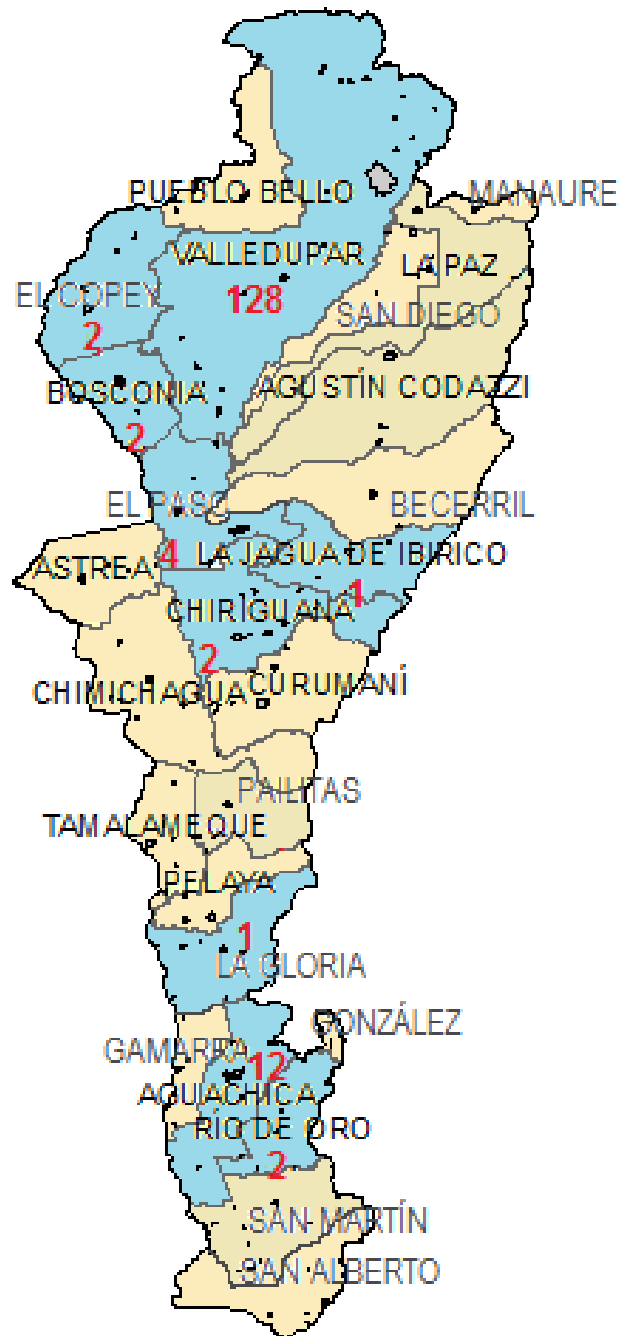 PUEBLO BELLO
MANAURE
VALLEDUPAR
LA PAZ
EL COPEY
128
SAN DIEGO
2
BOSCONIA
AGUSTÍN CODAZZI
2
EL PASO
BECERRIL
4
LA JAGUA DE IBIRICO
ASTREA
1
CHIRIGUANA
2
CHIMICHAGUA
CURUMANÍ
PAILITAS
TAMALAMEQUE
PELAYA
1
LA GLORIA
GONZÁLEZ
GAMARRA
12
AGUACHICA
RÍO DE ORO
2
SAN MARTÍN
SAN ALBERTO